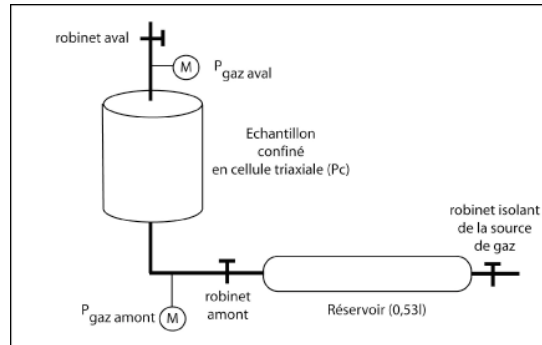 robinet aval
M
P
gaz aval
Echantillon
confiné
en cellule triaxiale (Pc)
robinet isolant
de la source
de gaz
P
gaz amont
M
robinet
amont
Réservoir (0,53l)